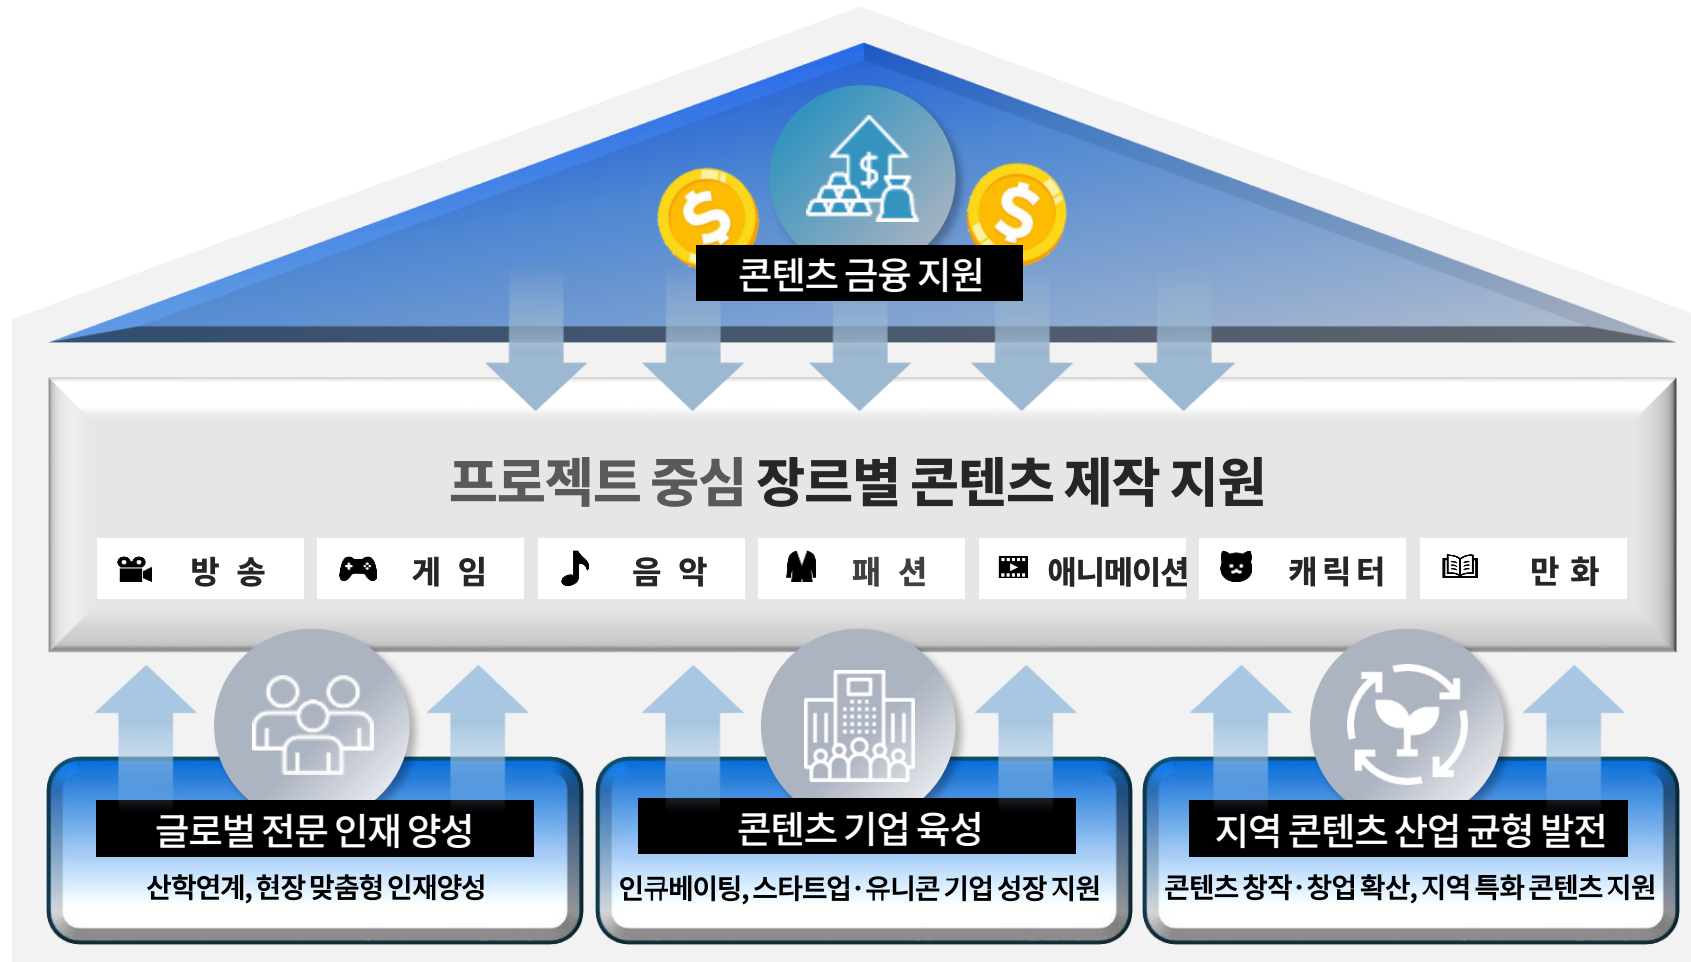 콘텐츠 금융 지원
프로젝트 중심 장르별 콘텐츠 제작 지원
방 송
게 임
음 악
패 션
애니메이션
캐릭터
만 화
글로벌 전문 인재 양성
산학연계, 현장 맞춤형 인재양성
콘텐츠 기업 육성
인큐베이팅, 스타트업·유니콘 기업 성장 지원
지역 콘텐츠 산업 균형 발전
콘텐츠 창작·창업 확산, 지역 특화 콘텐츠 지원